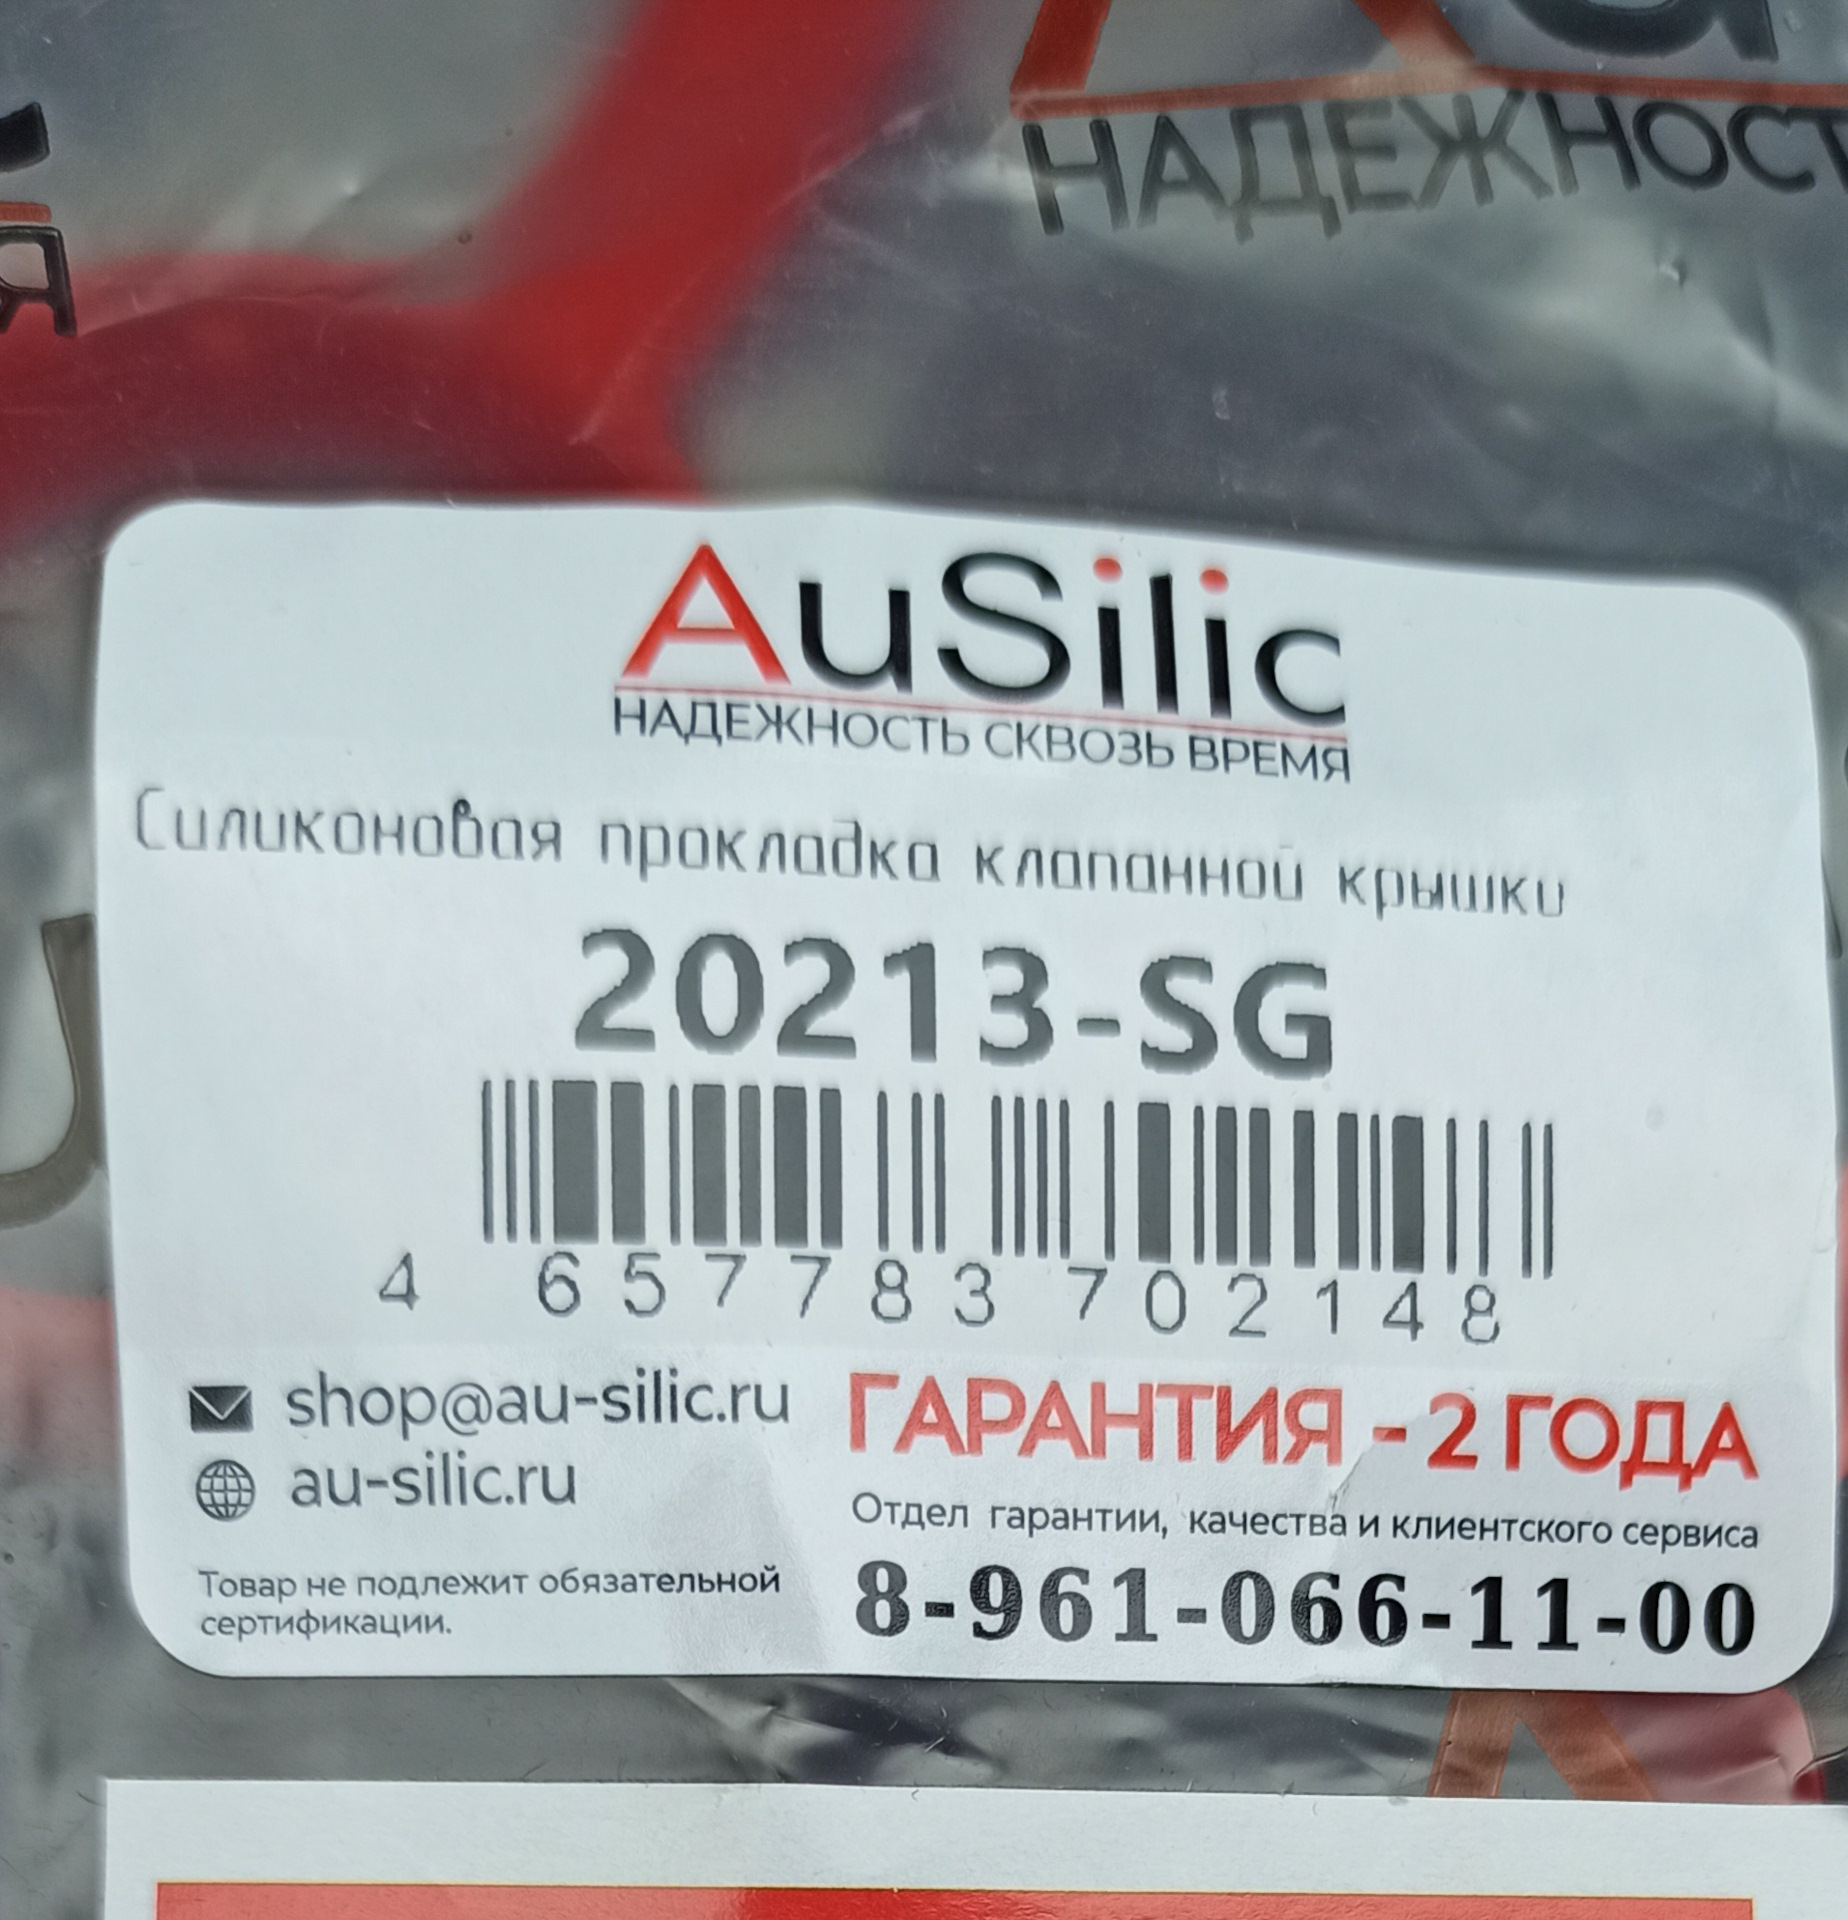 НАДЕЖНОСТ
Я
AuSilic
НАДЕЖНОСТЬ СКВОЗЬ ВРЕМЯ
Силиконовая прокладка клапанной крышки
20213-SG
4 657783 702148
shop@au-silic.ru
au-silic.ru
Товар не подлежит обязательной
сертификации.
ГАРАНТИЯ - 2 ГОДА
Отдел гарантии, качества и клиентского сервиса
8-961-066-11-00